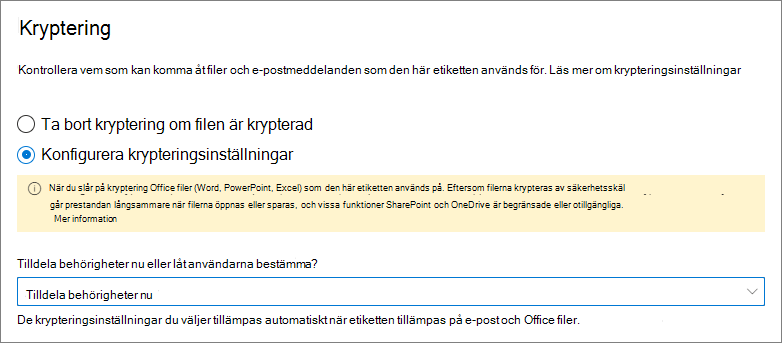 Kryptering
Kontrollera vem som kan komma åt filer och e-postmeddelanden som den här etiketten används för. Läs mer om krypteringsinställningar
Ta bort kryptering om filen är krypterad
Konfigurera krypteringsinställningar
När du slår på kryptering Office filer (Word, PowerPoint, Excel) som den här etiketten används på. Eftersom filerna krypteras av säkerhetsskäl
går prestandan långsammare när filerna öppnas eller sparas, och vissa funktioner SharePoint och OneDrive är begränsade eller otillgängliga.
Mer information
Tilldela behörigheter nu eller låt användarna bestämma?
Tilldela behörigheter nu
De krypteringsinställningar du väljer tillämpas automatiskt när etiketten tillämpas på e-post och Office filer.